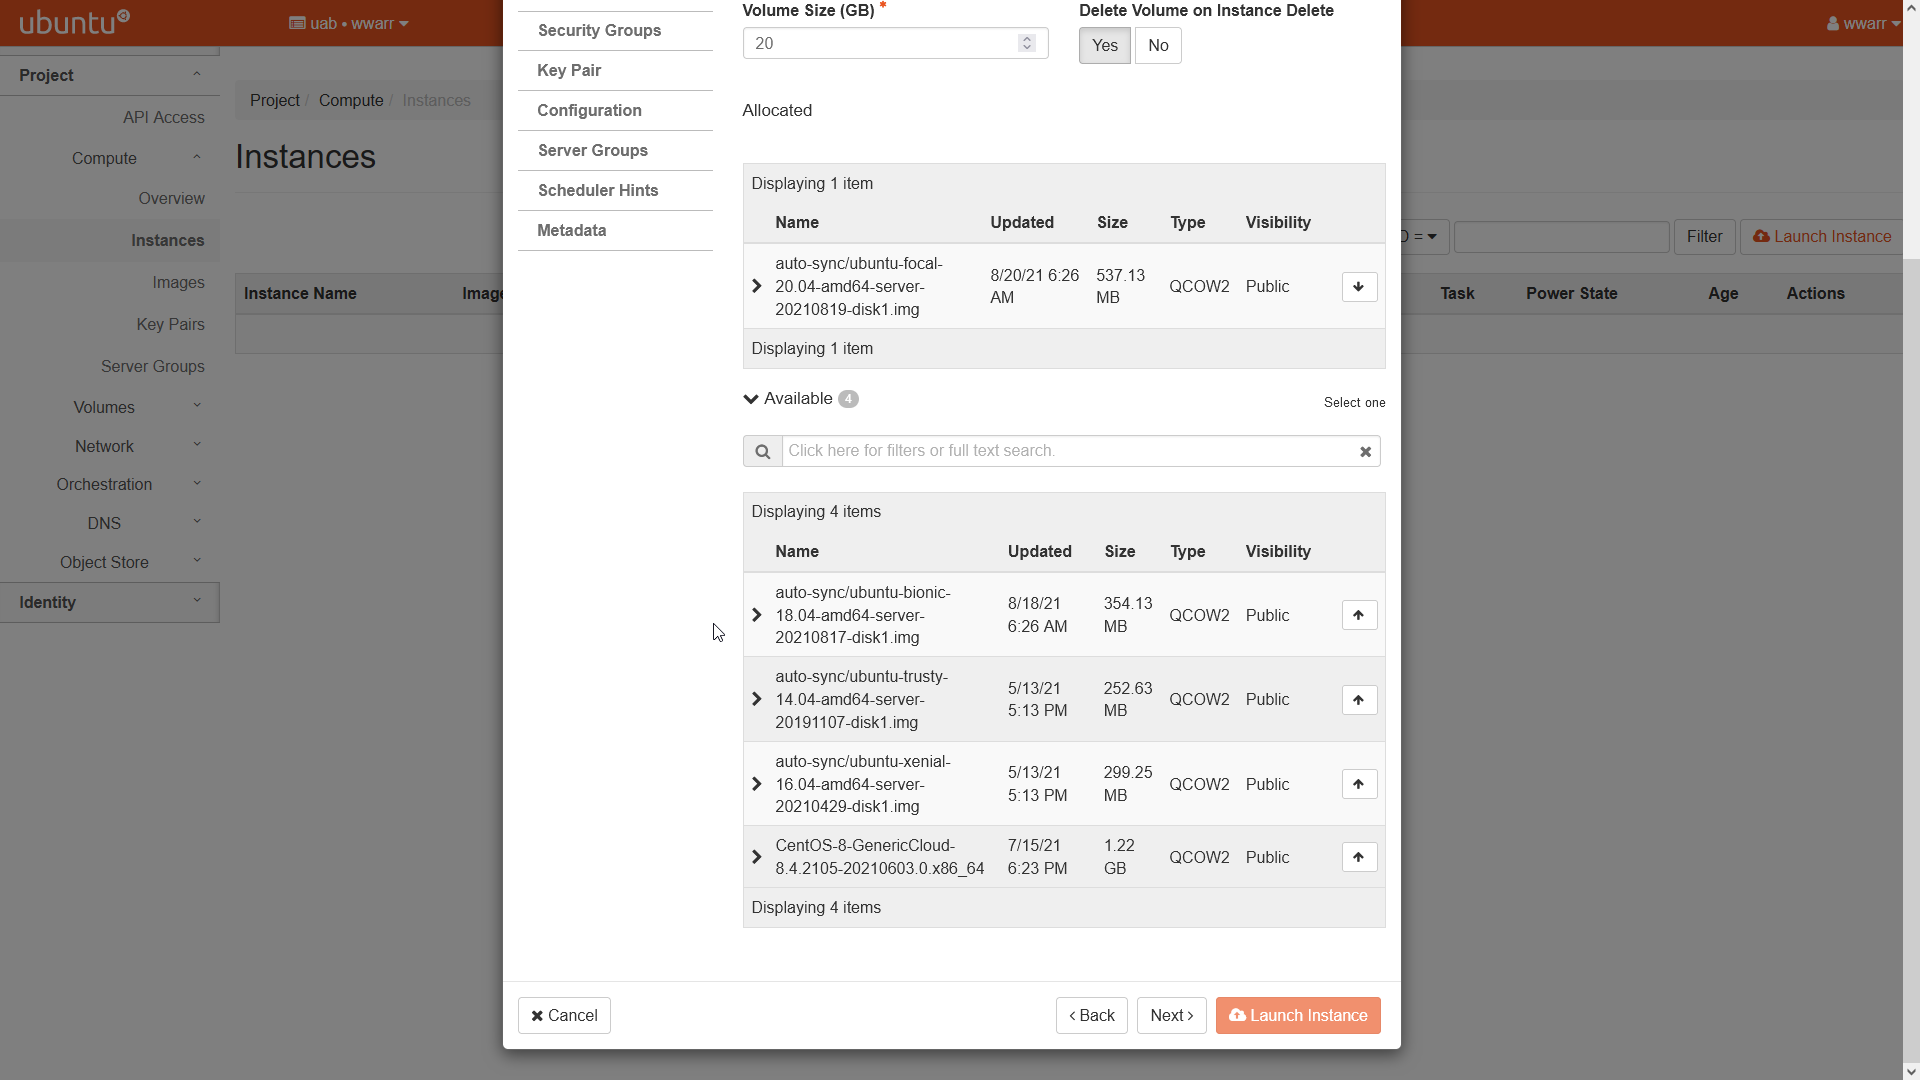 ubuntu
uab • wwarr
wwarr
Project
API Access
Compute
Overview
Instances
Images
Key Pairs
Server Groups
Volumes
Network
Orchestration
DNS
Object Store
Identity
Project / Compute / Instances
Instances
= 
Filter
Launch Instance
Instance Name
Image
Task
Power State
Age
Actions
Security Groups
Key Pair
Configuration
Server Groups
Scheduler Hints
Metadata
Volume Size (GB) *
Delete Volume on Instance Delete
20
Yes
No
Allocated
Displaying 1 item
Name Updated Size Type Visibility
auto-sync/ubuntu-focal-
20.04-amd64-server-
20210819-disk1.img
8/20/21 6:26
AM
537.13
MB
QCOW2
Public
Displaying 1 item
Available 4
Select one
Click here for filters or full text search.
Displaying 4 items
Name Updated Size Type Visibility
auto-sync/ubuntu-bionic-
18.04-amd64-server-
20210817-disk1.img
8/18/21
6:26 AM
354.13
MB
QCOW2
Public
auto-sync/ubuntu-trusty-
14.04-amd64-server-
20191107-disk1.img
5/13/21
5:13 PM
252.63
MB
QCOW2
Public
auto-sync/ubuntu-xenial-
16.04-amd64-server-
20210429-disk1.img
5/13/21
5:13 PM
299.25
MB
QCOW2
Public
CentOS-8-GenericCloud-
8.4.2105-20210603.0.x86_64
7/15/21
6:23 PM
1.22
GB
QCOW2
Public
Displaying 4 items
Cancel
‹ Back
Next ›
Launch Instance